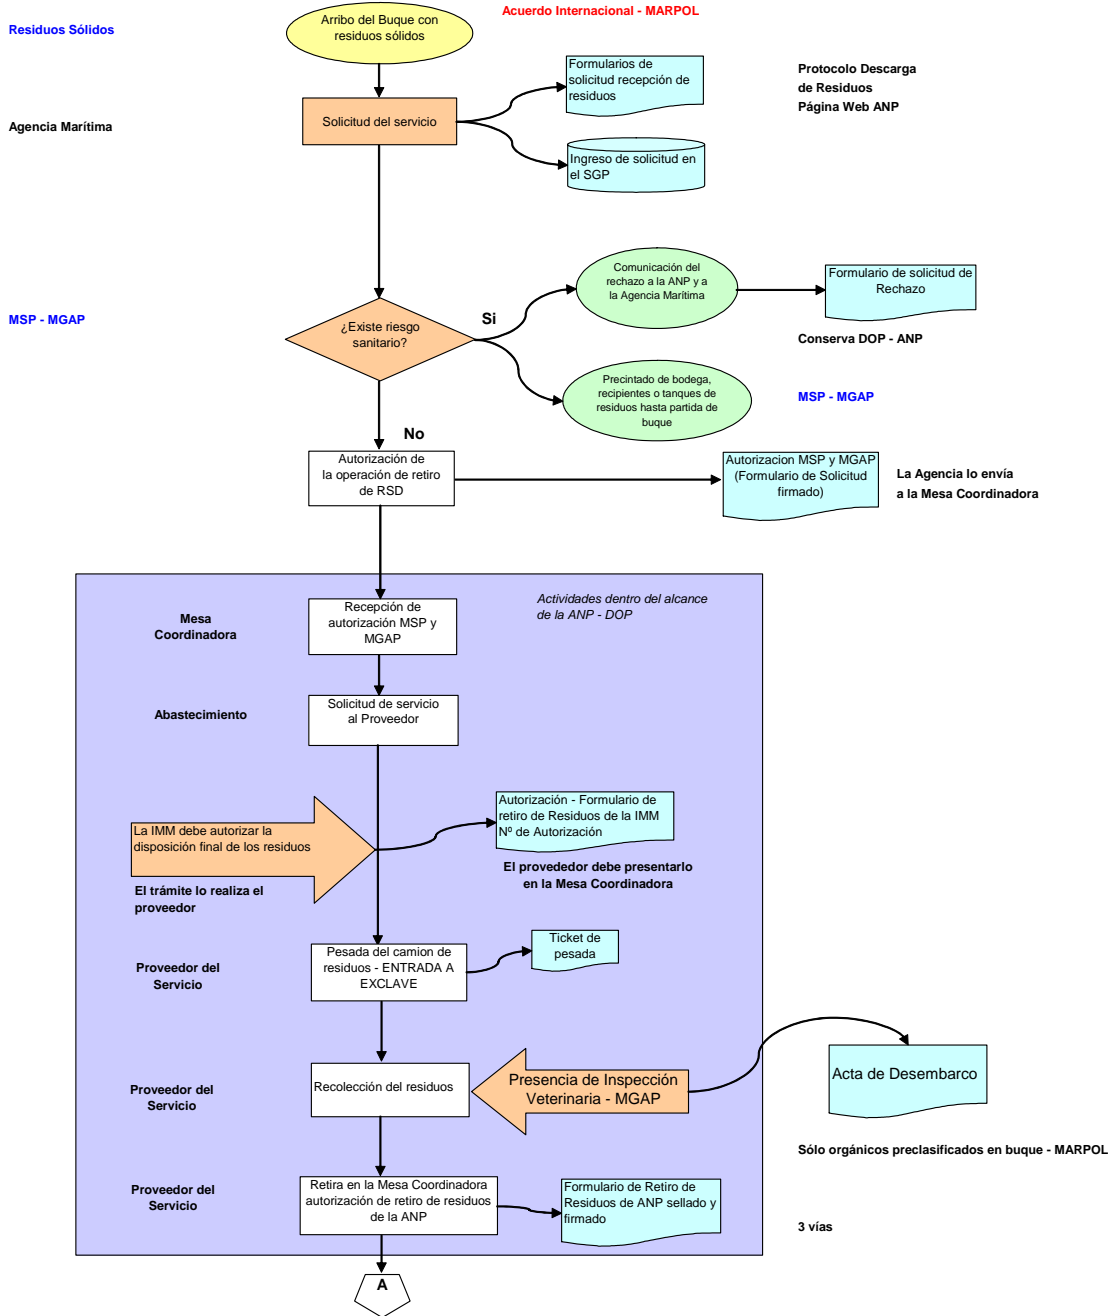 Acuerdo Internacional - MARPOL
Residuos Sólidos
Arribo del Buque con
residuos sólidos
Formularios de
solicitud recepción de
residuos
Protocolo Descarga
de Residuos
Página Web ANP
Agencia Marítima
Solicitud del servicio
Ingreso de solicitud en
el SGP
Comunicación del
rechazo a la ANP y a
la Agencia Marítima
Formulario de solicitud de
Rechazo
MSP - MGAP
¿Existe riesgo
sanitario?
Si
Conserva DOP - ANP
Precintado de bodega,
recipientes o tanques de
residuos hasta partida de
buque
MSP - MGAP
No
Autorización de
la operación de retiro
de RSD
Autorizacion MSP y MGAP
(Formulario de Solicitud
firmado)
La Agencia lo envía
a la Mesa Coordinadora
Actividades dentro del alcance
de la ANP - DOP
Mesa
Coordinadora
Recepción de
autorización MSP y
MGAP
Abastecimiento
Solicitud de servicio
al Proveedor
La IMM debe autorizar la
disposición final de los residuos
Autorización - Formulario de
retiro de Residuos de la IMM
Nº de Autorización
El trámite lo realiza el
proveedor
El provededor debe presentarlo
en la Mesa Coordinadora
Proveedor del
Servicio
Pesada del camion de
residuos - ENTRADA A
EXCLAVE
Ticket de
pesada
Proveedor del
Servicio
Recolección del residuos
Presencia de Inspección
Veterinaria - MGAP
Acta de Desembarco
Sólo orgánicos preclasificados en buque - MARPOL
Proveedor del
Servicio
Retira en la Mesa Coordinadora
autorización de retiro de residuos
de la ANP
Formulario de Retiro de
Residuos de ANP sellado y
firmado
3 vías
A